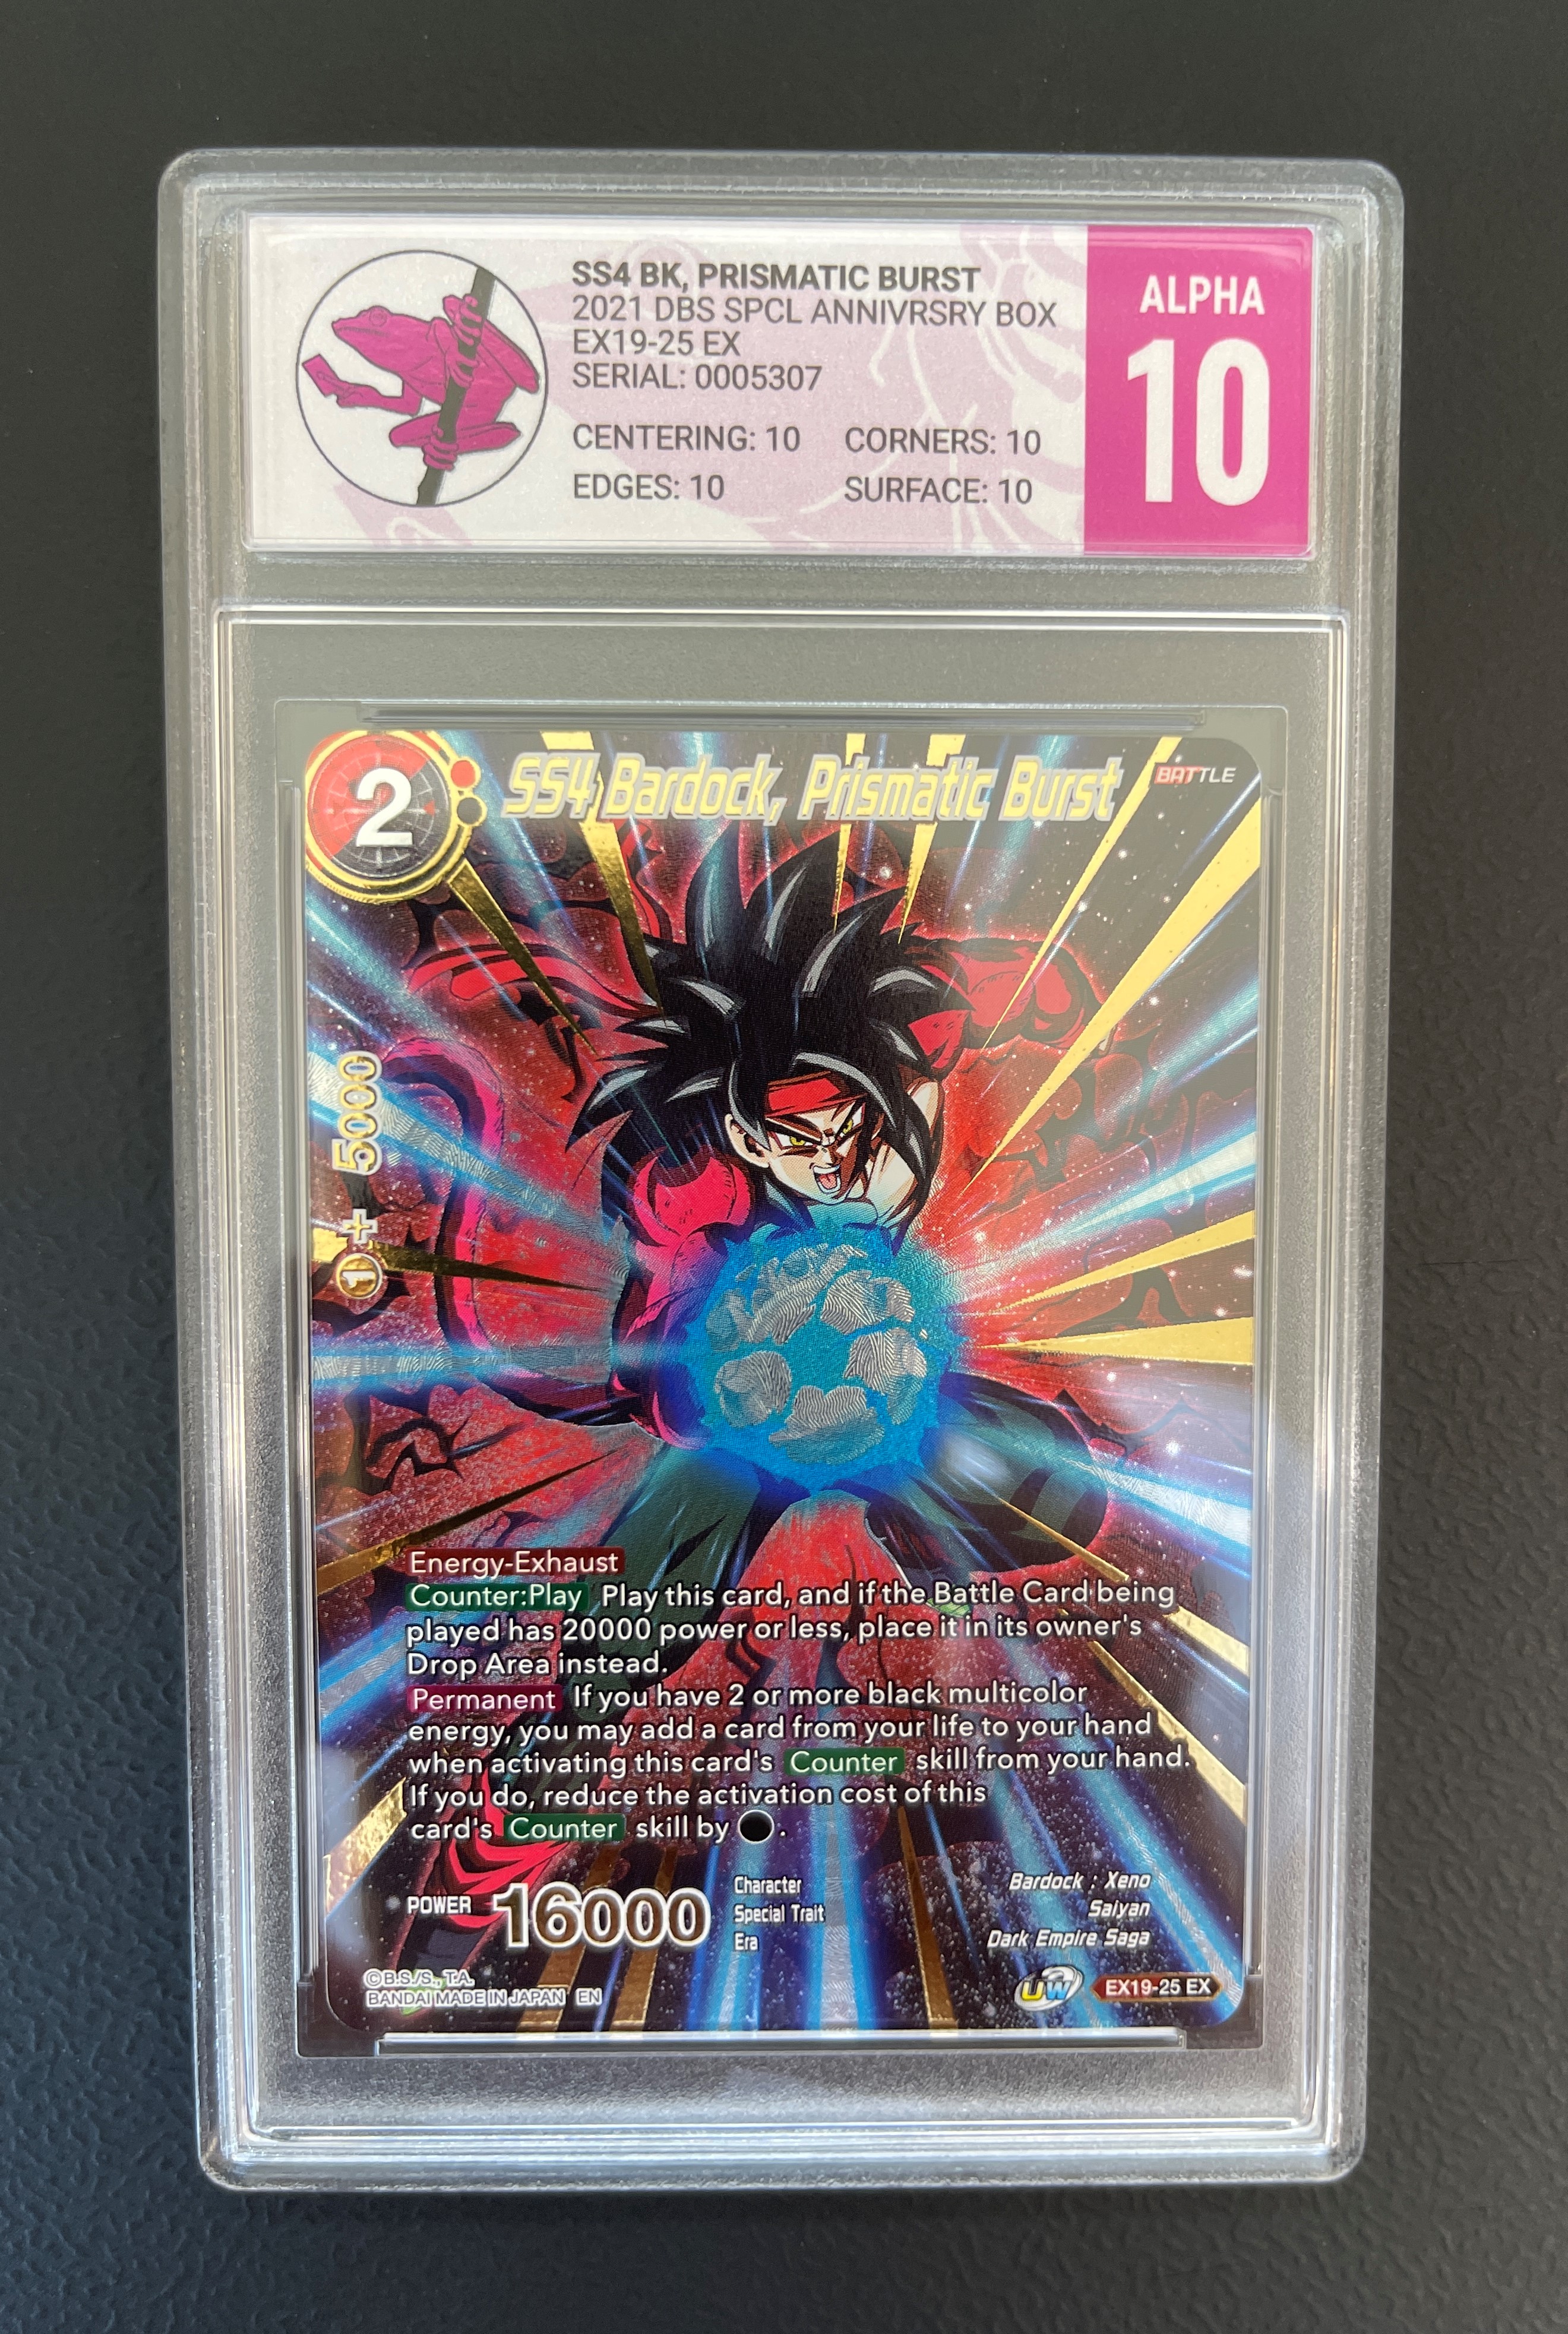 SS4 BK, PRISMATIC BURST
2021 DBS SPCL ANNIVRSRY BOX
EX19-25 EX
SERIAL: 0005307
CENTERING: 10 CORNERS: 10
EDGES: 10 SURFACE: 10
ALPHA
10
2
SS4 Bardock, Prismatic Burst
BATTLE
1 + 5000
Energy-Exhaust
Counter:Play Play this card, and if the Battle Card being
played has 20000 power or less, place it in its owner's
Drop Area instead.
Permanent If you have 2 or more black multicolor
energy, you may add a card from your life to your hand
when activating this card's Counter skill from your hand.
If you do, reduce the activation cost of this
card's Counter skill by ⚫.
POWER 16000
Character Bardock : Xeno
Special Trait Saiyan
Era Dark Empire Saga
©B.S./S., T.A.
BANDAI MADE IN JAPAN EN
UW EX19-25 EX